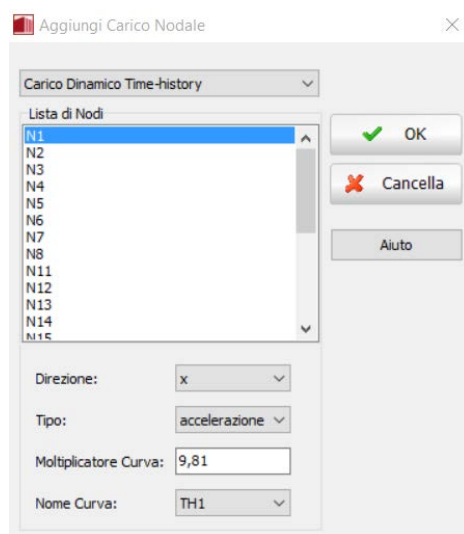 Aggiungi Carico Nodale
Carico Dinamico Time-history
Lista di Nodi
N1
N2
N3
N4
N5
N6
N7
N8
N11
N12
N13
N14
N15
OK
Cancella
Aiuto
Direzione: x
Tipo: accelerazione
Moltiplicatore Curva: 9,81
Nome Curva: TH1